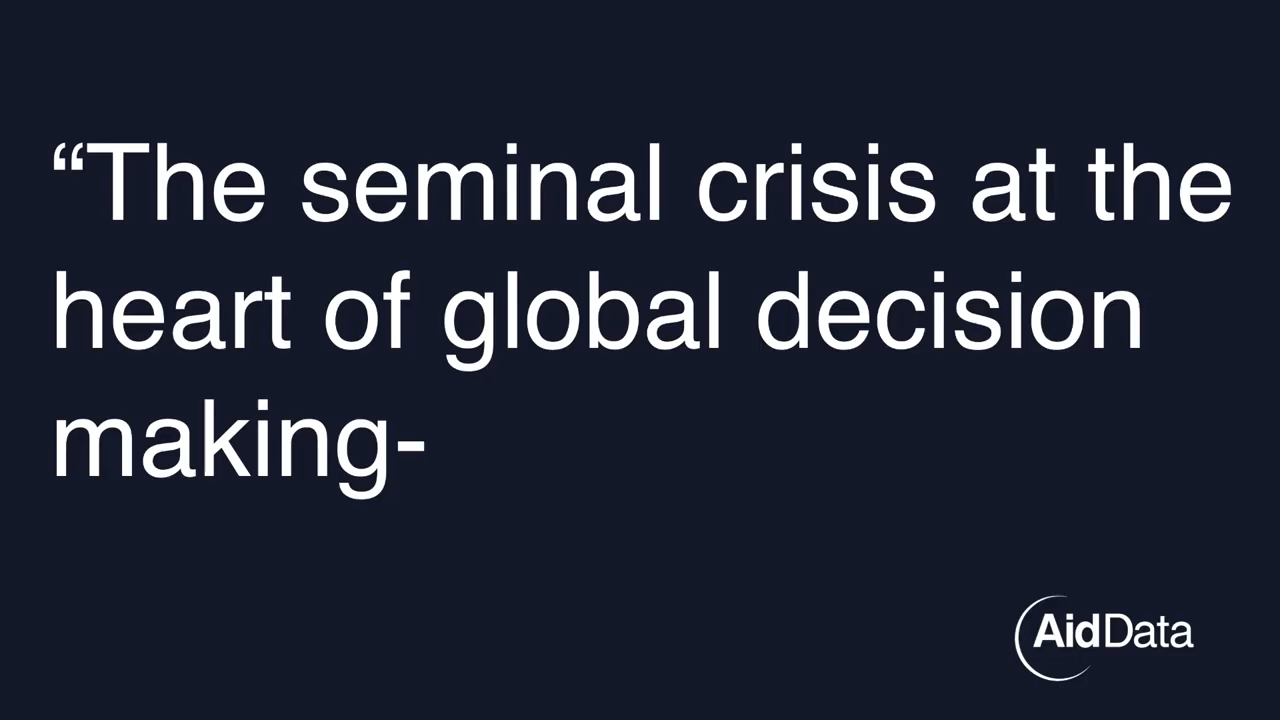 “The seminal crisis at the
heart of global decision
making-
AidData